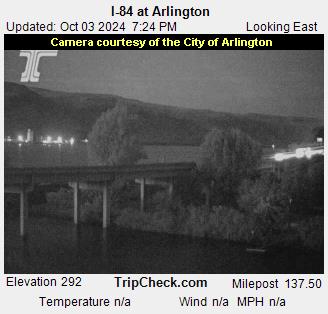 I-84 at Arlington
Updated: Oct 03 2024 7:24 PM Looking East
Camera courtesy of the City of Arlington
Elevation 292 TripCheck.com Milepost 137.50
Temperature n/a Wind n/a MPH n/a